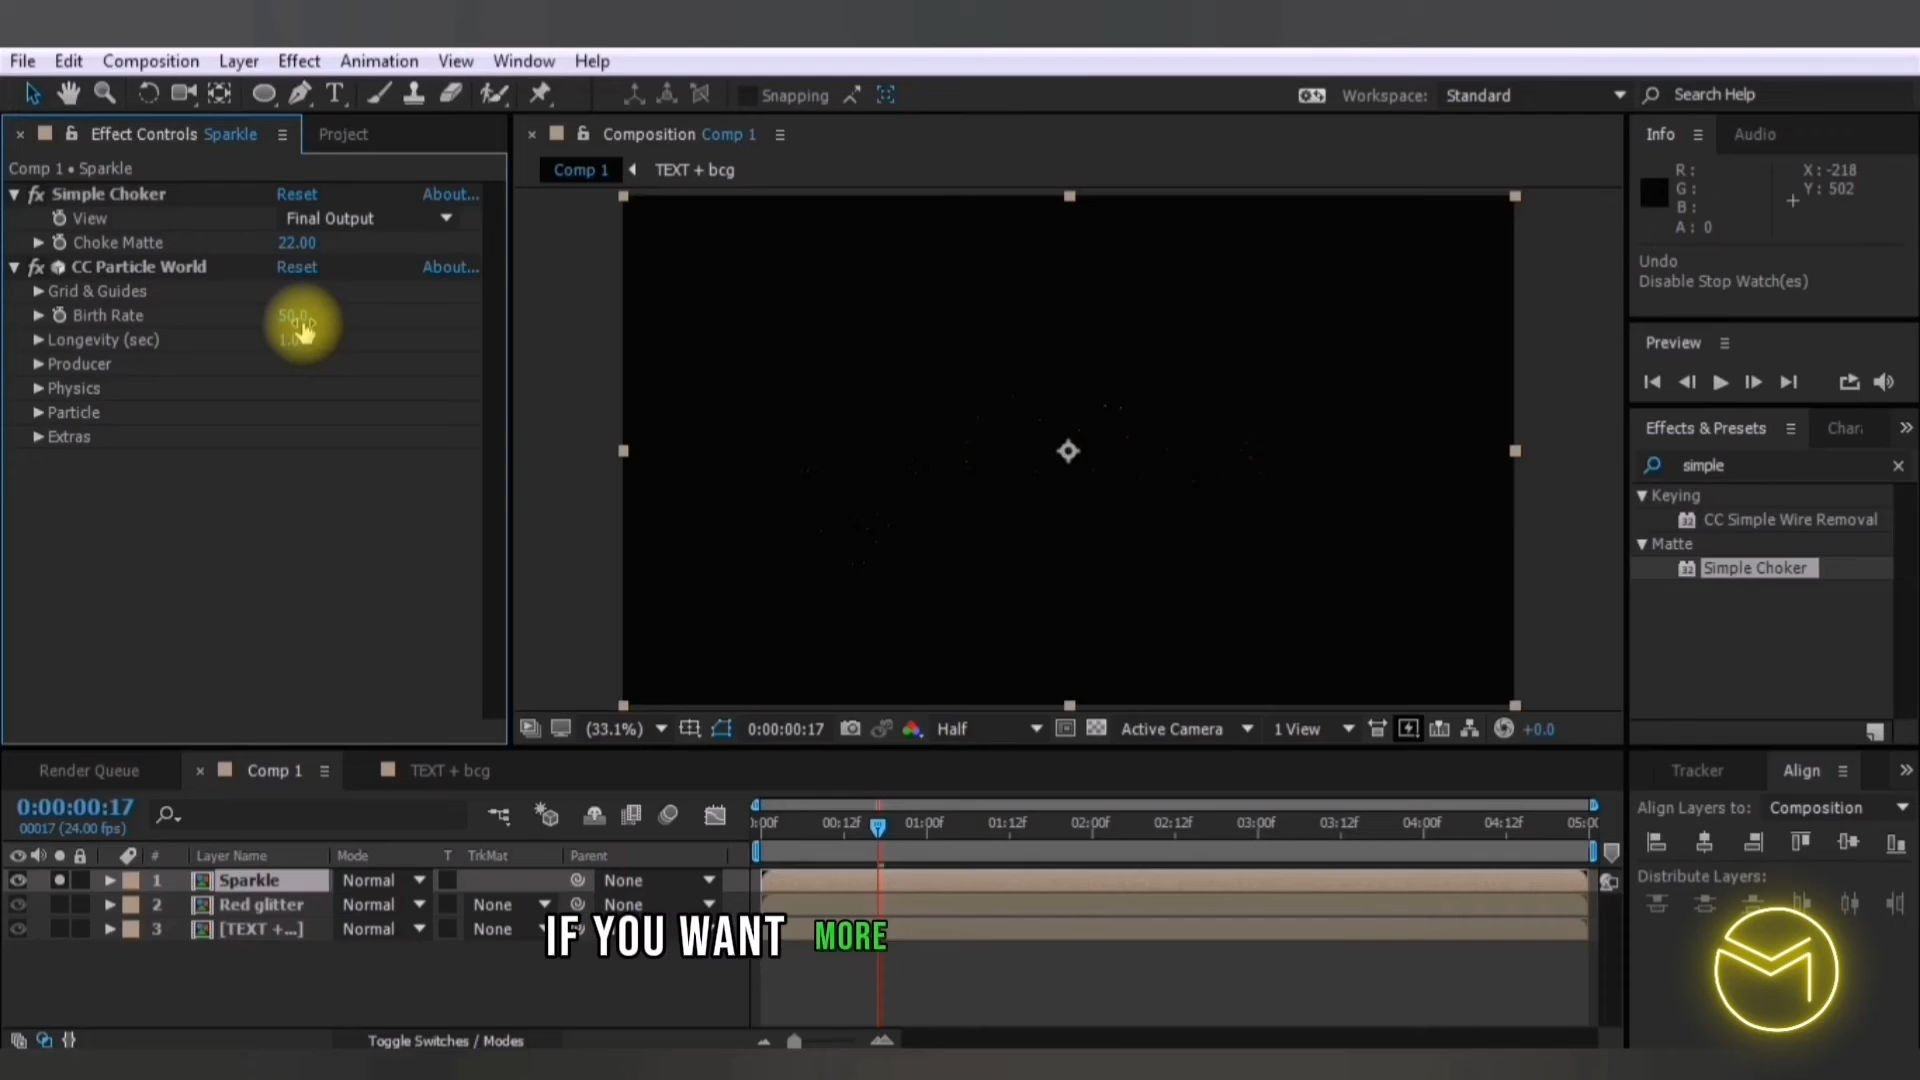 File Edit Composition Layer Effect Animation View Window Help
Snapping Workspace: Standard Search Help
Effect Controls Sparkle Project
Comp 1 • Sparkle
fx Simple Choker Reset About...
View Final Output
Choke Matte 22.00
fx CC Particle World Reset About...
Grid & Guides
Birth Rate 50.0
Longevity (sec)
Producer
Physics
Particle
Extras
Composition Comp 1
Comp 1 TEXT + bcg
(33.1%) 0:00:00:17 Half Active Camera 1 View +0.0
Info Audio
R: X: -218
G: Y: 502
B:
A: 0
Undo
Disable Stop Watch(es)
Preview
Effects & Presets
simple
Keying
32 CC Simple Wire Removal
Matte
32 Simple Choker
Render Queue Comp 1 TEXT + bcg
0:00:00:17
00017 (24.00 fps)
:00f 00:12f 01:00f 01:12f 02:00f 02:12f 03:00f 03:12f 04:00f 04:12f 05:00
# Layer Name Mode T TrkMat Parent
1 Sparkle Normal None
2 Red glitter Normal None None
3 [TEXT +...] Normal None
IF YOU WANT MORE
Toggle Switches / Modes
Tracker Align
Align Layers to: Composition
Distribute Layers: